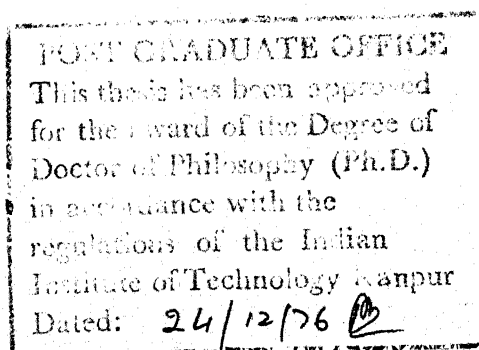 POST GRADUATE OFFICE
This thesis has been approved
for the award of the Degree of
Doctor of Philosophy (Ph.D.)
in accordance with the
regulations of the Indian
Institute of Technology Kanpur
Dated: 24/12/76